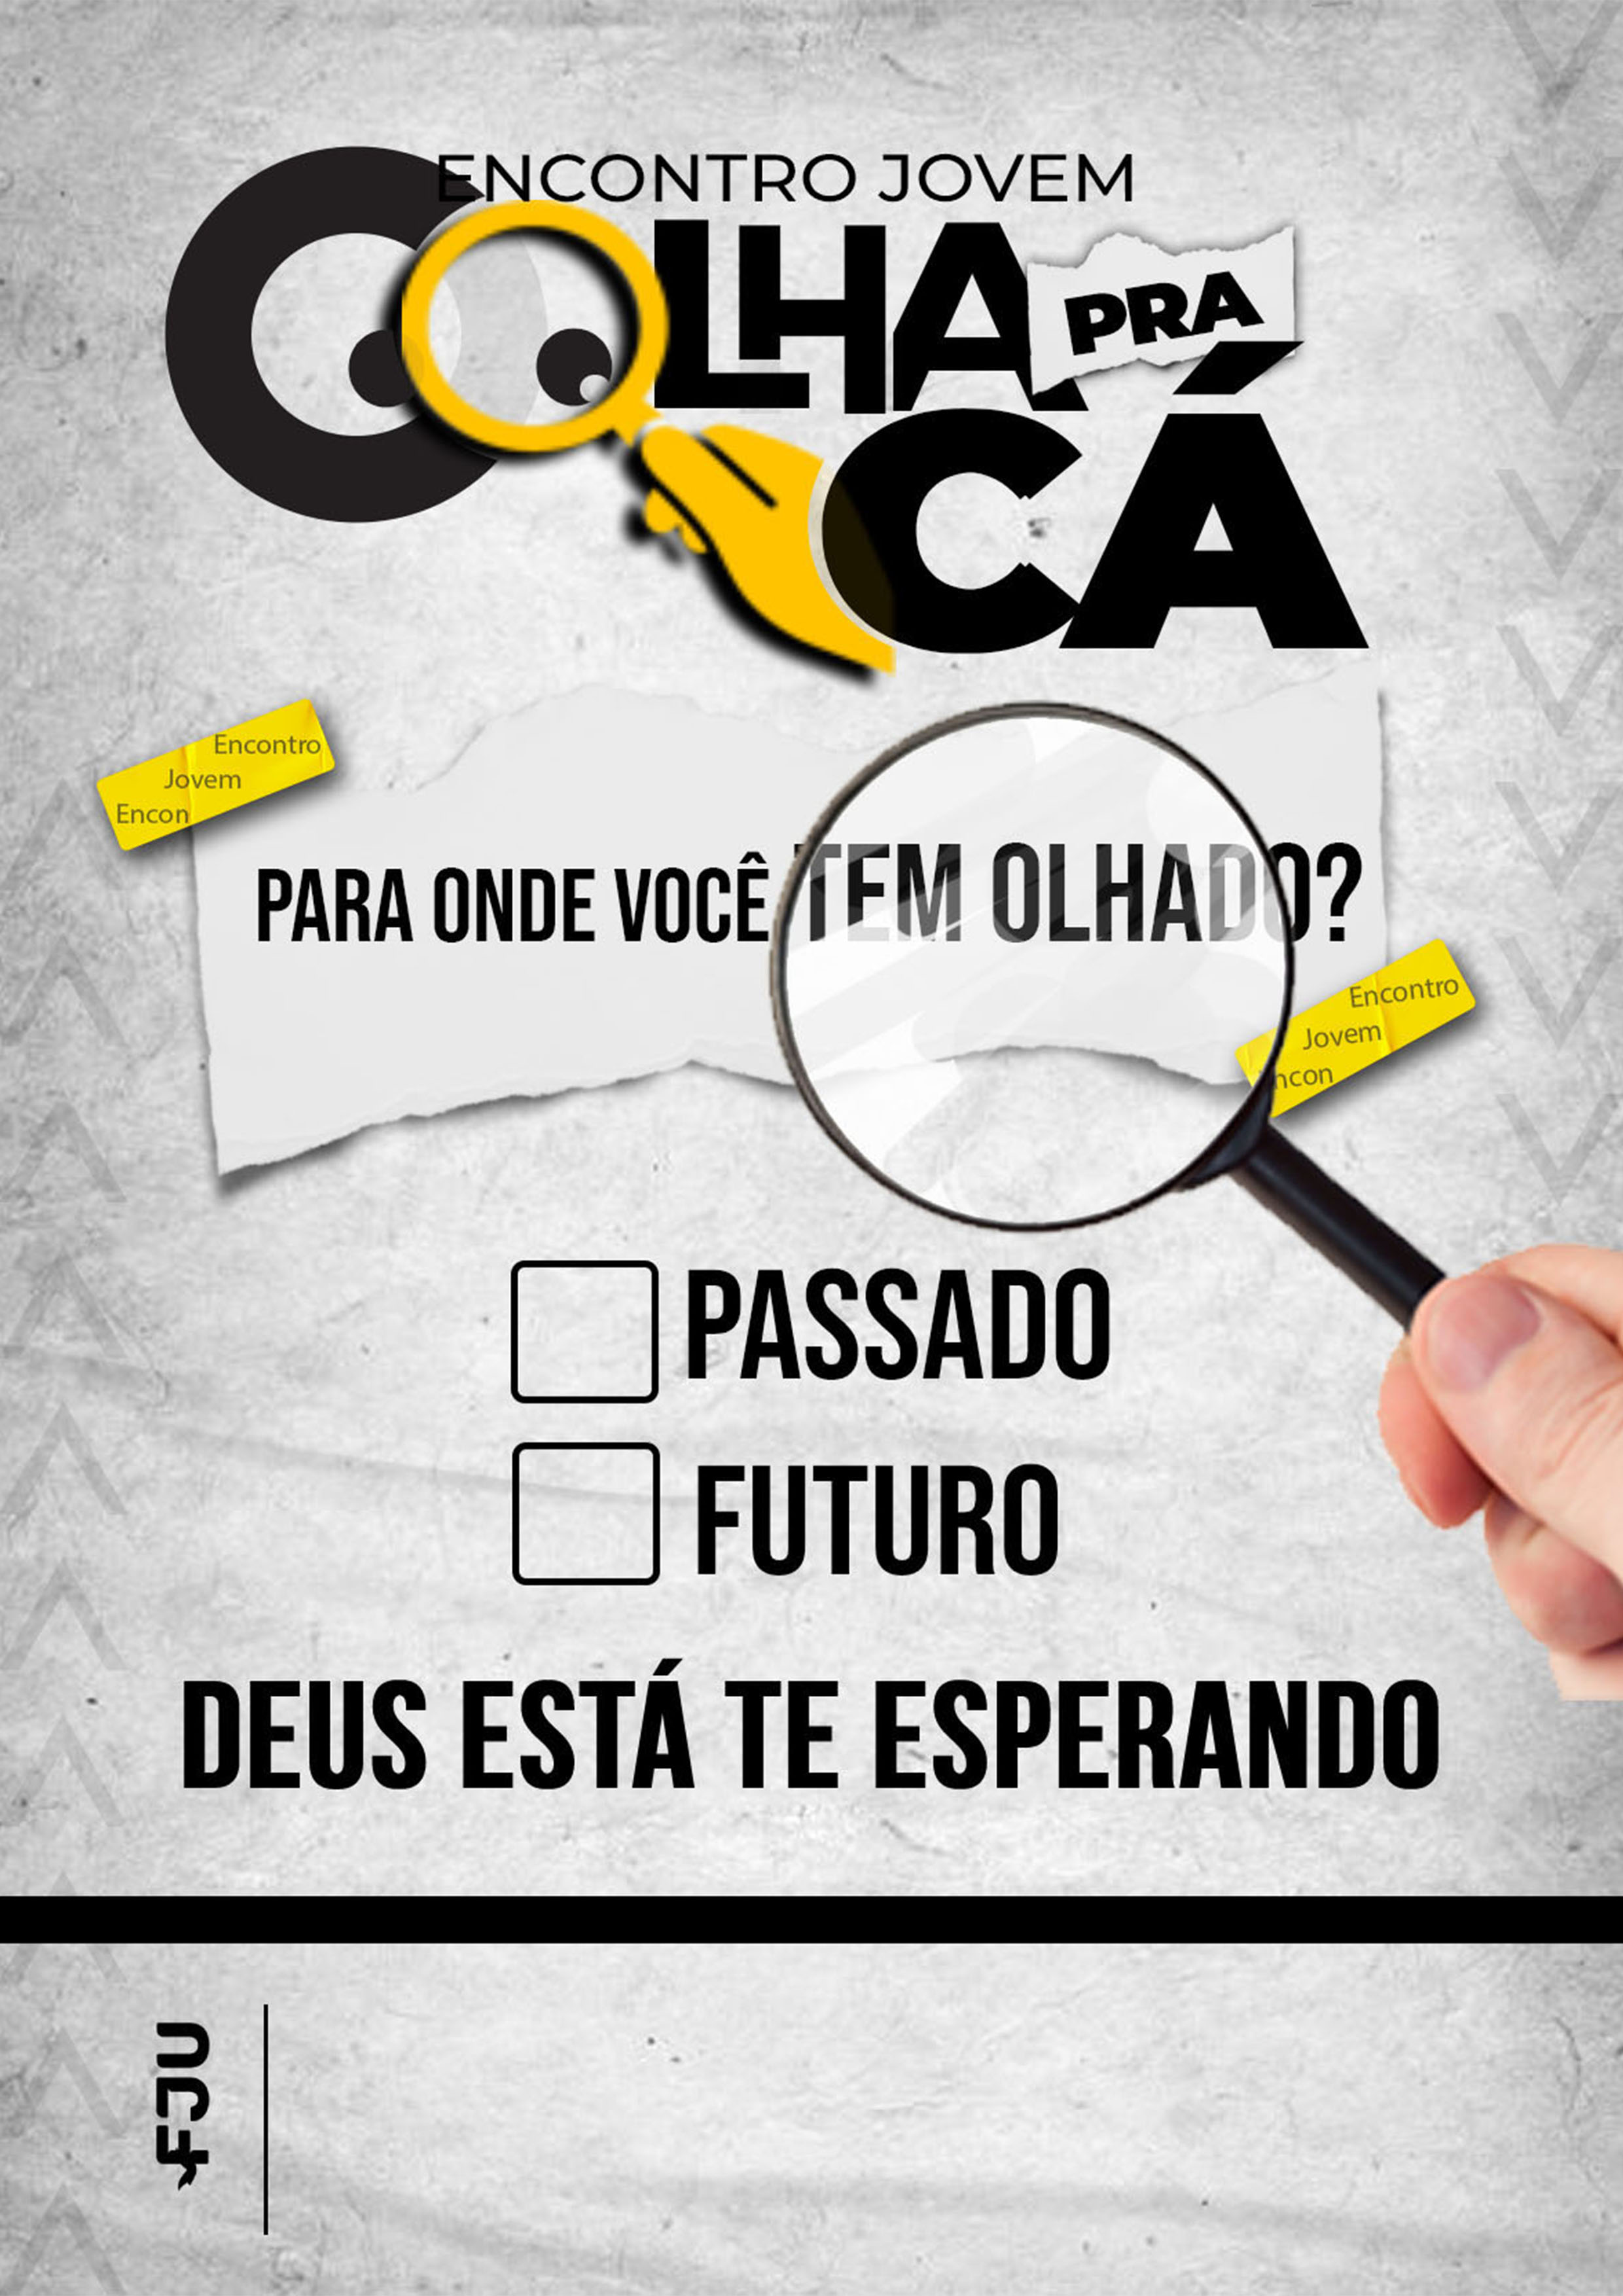 ENCONTRO JOVEM
OLHA PRA
CÁ
Encontro
Jovem
Encon
PARA ONDE VOCÊ TEM OLHADO?
Encontro
Jovem
Encon
PASSADO
FUTURO
DEUS ESTÁ TE ESPERANDO
FJU